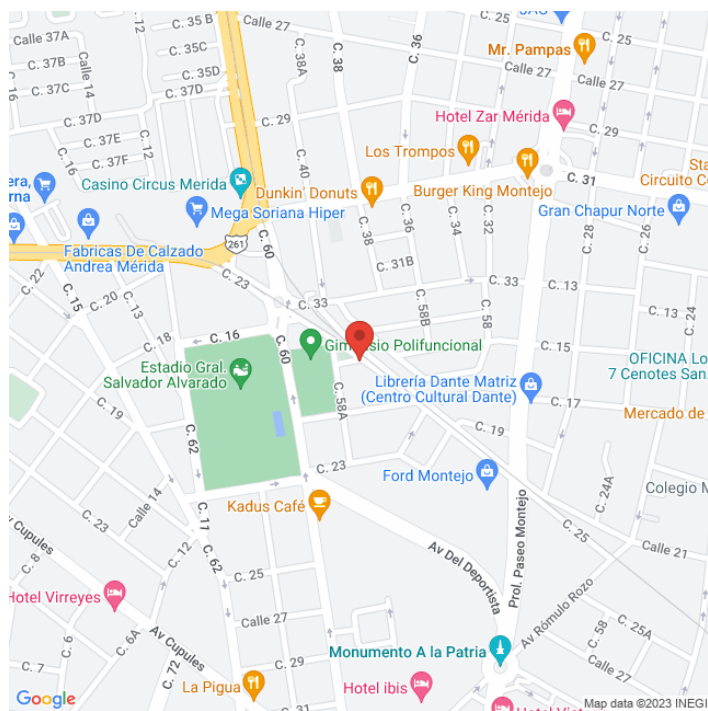 C. 35 B
C. 25
C. 25
Calle 37A
C. 36
Mr. Pampas
C. 35C
C. 38A
C. 38
Calle 27
Calle 27
C. 37B
Calle 14
C. 35D
C. 37C
C. 37D
Hotel Zar Mérida
C. 37D
C. 12
C. 29
C. 29
C. 37E
Los Trompos
C. 16
C. 37F
C. 40
Casino Circus Merida
Dunkin' Donuts
Burger King Montejo
C. 31
Circuito Co
Mega Soriana Hiper
C. 36
C. 32
Gran Chapur Norte
Fabricas De Calzado
Andrea Mérida
261
C. 60
C. 38
C. 34
C. 28
C. 26
C. 22
C. 23
C. 31B
C. 20
C. 33
C. 33
C. 13
C. 13
C. 24
C. 15
C. 13
C. 58B
C. 58
C. 18
C. 16
C. 60
Gimnasio Polifuncional
C. 15
Estadio Gral.
Salvador Alvarado
Librería Dante Matriz
(Centro Cultural Dante)
OFICINA Lo
7 Cenotes San
C. 58A
C. 17
Mercado de
C. 19
C. 19
C. 62
C. 23
Ford Montejo
C. 24A
Colegio M
Calle 14
Kadus Café
C. 11
C. 23
Av Cupules
C. 62
Av Del Deportista
Prol. Paseo Montejo
C. 25
Calle 21
C. 8
C. 12
C. 25
Hotel Virreyes
Av Rómulo Rozo
Calle 27
C. 58
C. 25A
C. 6
C. 6A
Av Cupules
Monumento A la Patria
C. 7
C. 72
C. 29
Calle 27
La Pigua
Hotel ibis
Google
C. 31
Map data ©2023 INEGI